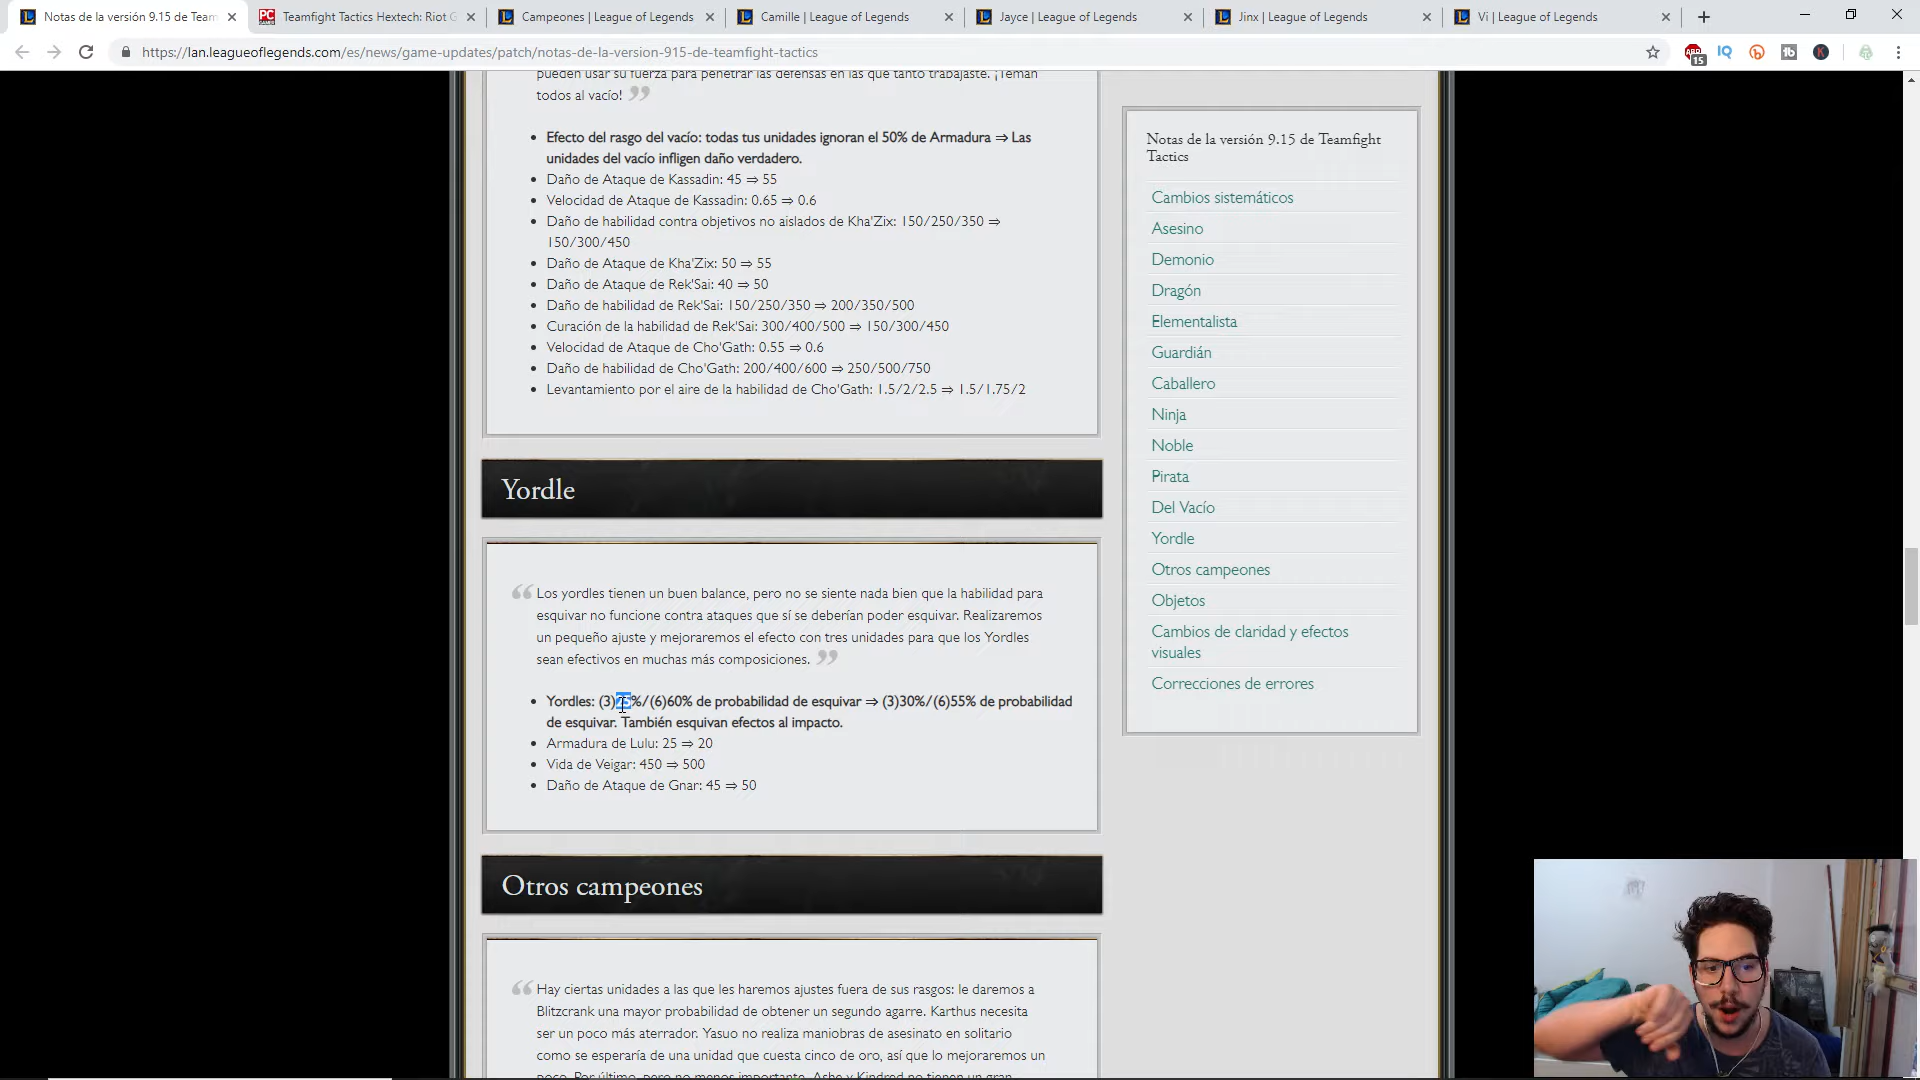 Notas de la versión 9.15 de Team
Teamfight Tactics Hextech: Riot G
Campeones | League of Legends
Camille | League of Legends
Jayce | League of Legends
Jinx | League of Legends
Vi | League of Legends
https://lan.leagueoflegends.com/es/news/game-updates/patch/notas-de-la-version-915-de-teamfight-tactics
15
pueden usar su fuerza para penetrar las defensas en las que tanto trabajaste. ¡Teman
todos al vacío!
Efecto del rasgo del vacío: todas tus unidades ignoran el 50% de Armadura ⇒ Las
unidades del vacío infligen daño verdadero.
Daño de Ataque de Kassadin: 45 ⇒ 55
Velocidad de Ataque de Kassadin: 0.65 ⇒ 0.6
Daño de habilidad contra objetivos no aislados de Kha'Zix: 150/250/350 ⇒
150/300/450
Daño de Ataque de Kha'Zix: 50 ⇒ 55
Daño de Ataque de Rek'Sai: 40 ⇒ 50
Daño de habilidad de Rek'Sai: 150/250/350 ⇒ 200/350/500
Curación de la habilidad de Rek'Sai: 300/400/500 ⇒ 150/300/450
Velocidad de Ataque de Cho'Gath: 0.55 ⇒ 0.6
Daño de habilidad de Cho'Gath: 200/400/600 ⇒ 250/500/750
Levantamiento por el aire de la habilidad de Cho'Gath: 1.5/2/2.5 ⇒ 1.5/1.75/2
Yordle
Los yordles tienen un buen balance, pero no se siente nada bien que la habilidad para
esquivar no funcione contra ataques que sí se deberían poder esquivar. Realizaremos
un pequeño ajuste y mejoraremos el efecto con tres unidades para que los Yordles
sean efectivos en muchas más composiciones.
Yordles: (3) %/(6)60% de probabilidad de esquivar ⇒ (3)30%/(6)55% de probabilidad
de esquivar. También esquivan efectos al impacto.
Armadura de Lulu: 25 ⇒ 20
Vida de Veigar: 450 ⇒ 500
Daño de Ataque de Gnar: 45 ⇒ 50
Otros campeones
Hay ciertas unidades a las que les haremos ajustes fuera de sus rasgos: le daremos a
Blitzcrank una mayor probabilidad de obtener un segundo agarre. Karthus necesita
ser un poco más aterrador. Yasuo no realiza maniobras de asesinato en solitario
como se esperaría de una unidad que cuesta cinco de oro, así que lo mejoraremos un
poco. Por último, pero no menos importante, Ashe y Kindred no tienen un gran
Notas de la versión 9.15 de Teamfight
Tactics
Cambios sistemáticos
Asesino
Demonio
Dragón
Elementalista
Guardián
Caballero
Ninja
Noble
Pirata
Del Vacío
Yordle
Otros campeones
Objetos
Cambios de claridad y efectos
visuales
Correcciones de errores